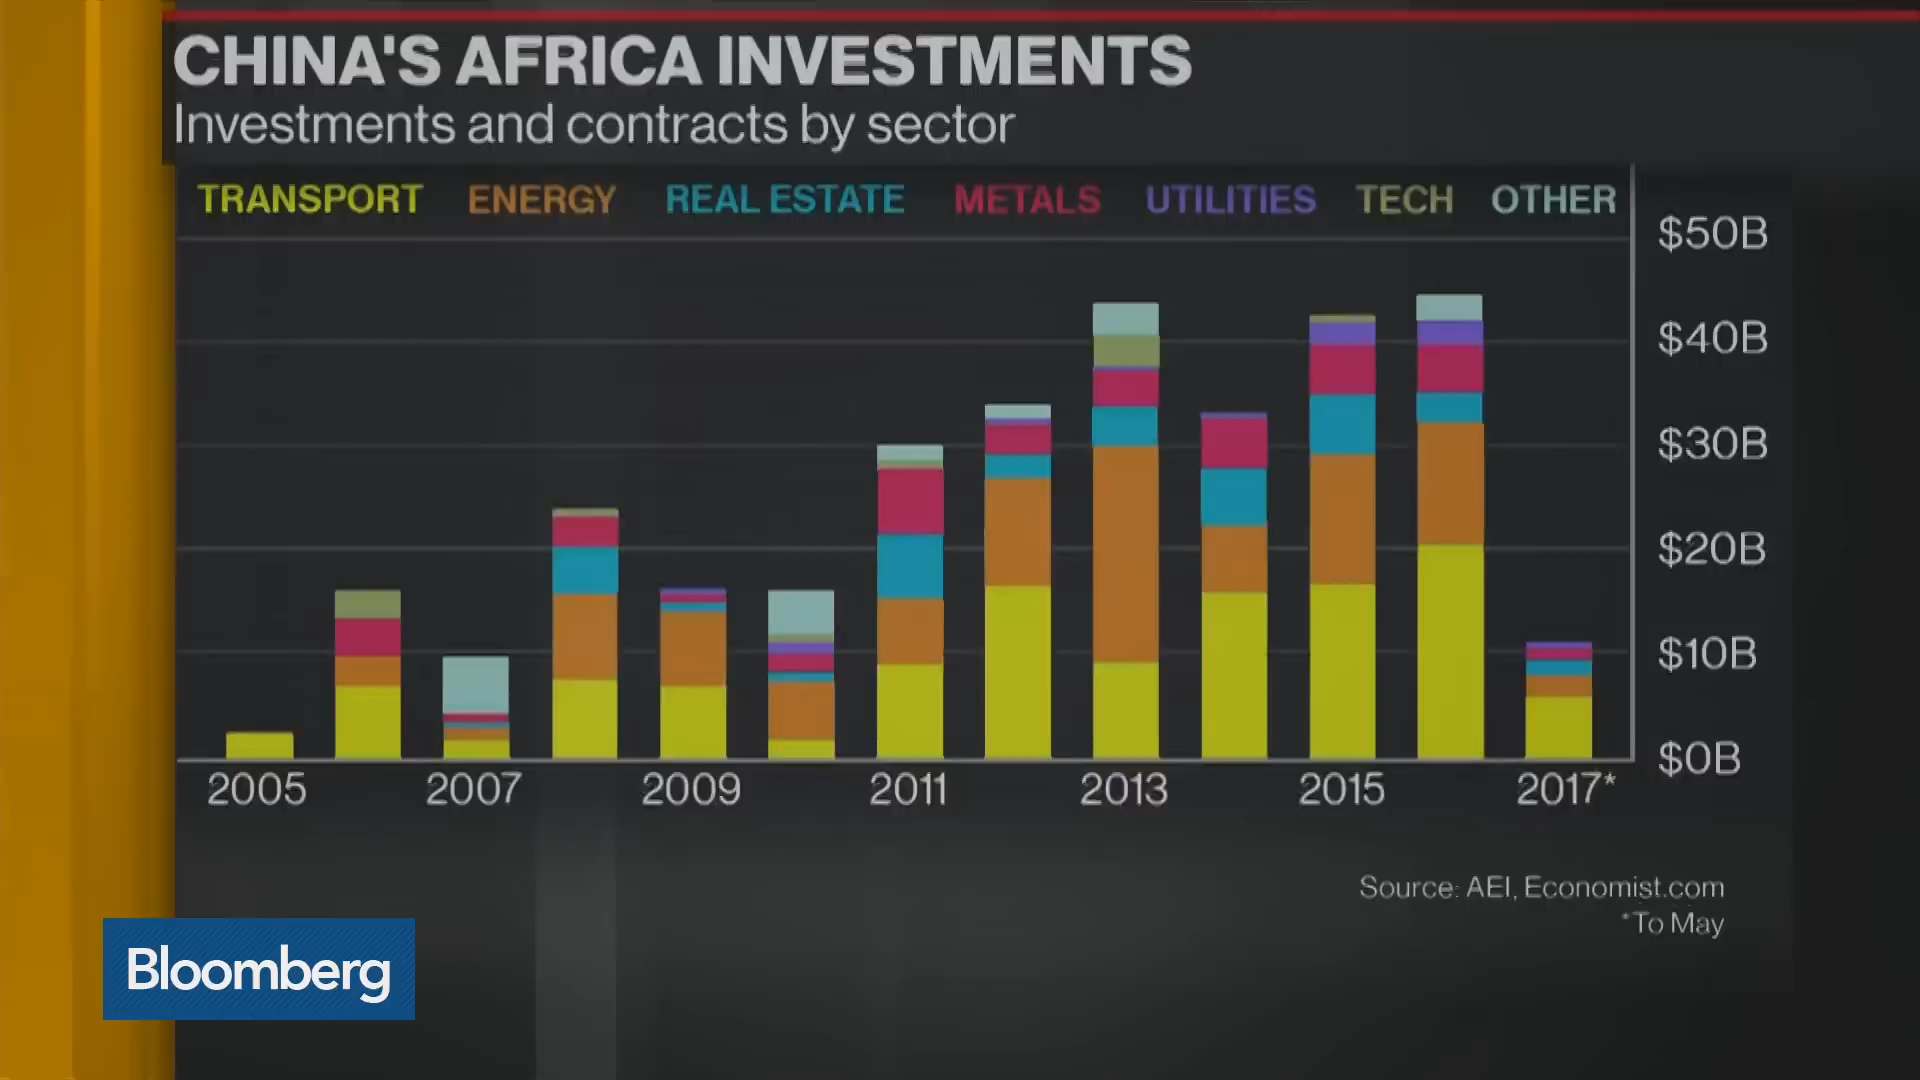 CHINA'S AFRICA INVESTMENTS
Investments and contracts by sector
TRANSPORT ENERGY REAL ESTATE METALS UTILITIES TECH OTHER
$50B
$40B
$30B
$20B
$10B
$0B
2005 2007 2009 2011 2013 2015 2017*
Source: AEI, Economist.com
*To May
Bloomberg